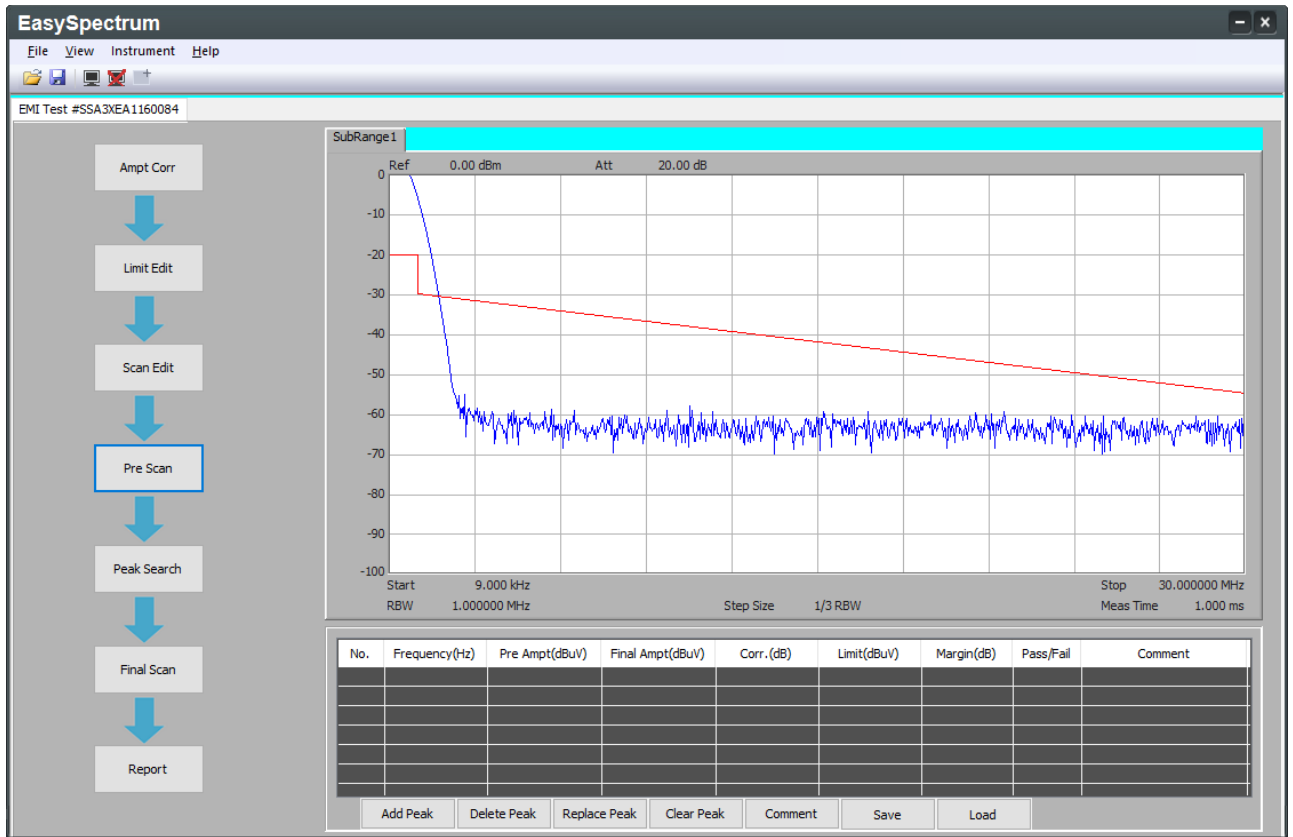 EasySpectrum
File View Instrument Help
EMI Test #SSA3XEA1160084
Ampt Corr
Limit Edit
Scan Edit
Pre Scan
Peak Search
Final Scan
Report
SubRange1
Ref 0.00 dBm Att 20.00 dB
0
-10
-20
-30
-40
-50
-60
-70
-80
-90
-100
Start 9.000 kHz Stop 30.000000 MHz
RBW 1.000000 MHz Step Size 1/3 RBW Meas Time 1.000 ms
No. Frequency(Hz) Pre Ampt(dBuV) Final Ampt(dBuV) Corr.(dB) Limit(dBuV) Margin(dB) Pass/Fail Comment
Add Peak Delete Peak Replace Peak Clear Peak Comment Save Load